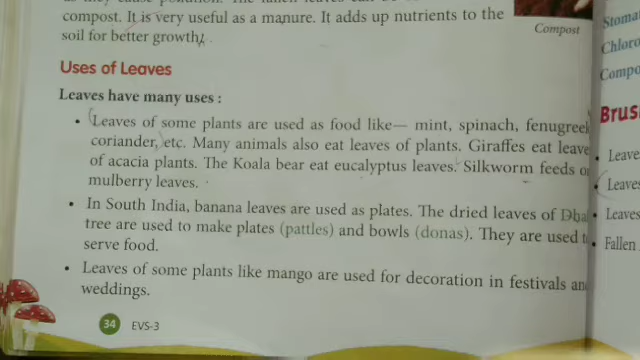 compost. It is very useful as a manure. It adds up nutrients to the
soil for better growth.
Compost
Uses of Leaves
Leaves have many uses :
• Leaves of some plants are used as food like— mint, spinach, fenugreek
coriander, etc. Many animals also eat leaves of plants. Giraffes eat leave
of acacia plants. The Koala bear eat eucalyptus leaves. Silkworm feeds o
mulberry leaves.
• In South India, banana leaves are used as plates. The dried leaves of Dha
tree are used to make plates (pattles) and bowls (donas). They are used t
serve food.
• Leaves of some plants like mango are used for decoration in festivals an
weddings.
34 EVS-3
Stoma
Chloro
Compo
Brus
• Leave
• Leaves
• Leaves
• Fallen